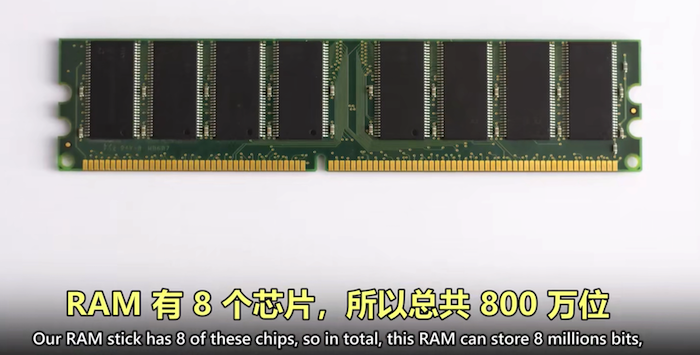 RAM 有 8 个芯片，所以总共 800 万位
Our RAM stick has 8 of these chips, so in total, this RAM can store 8 millions bits,